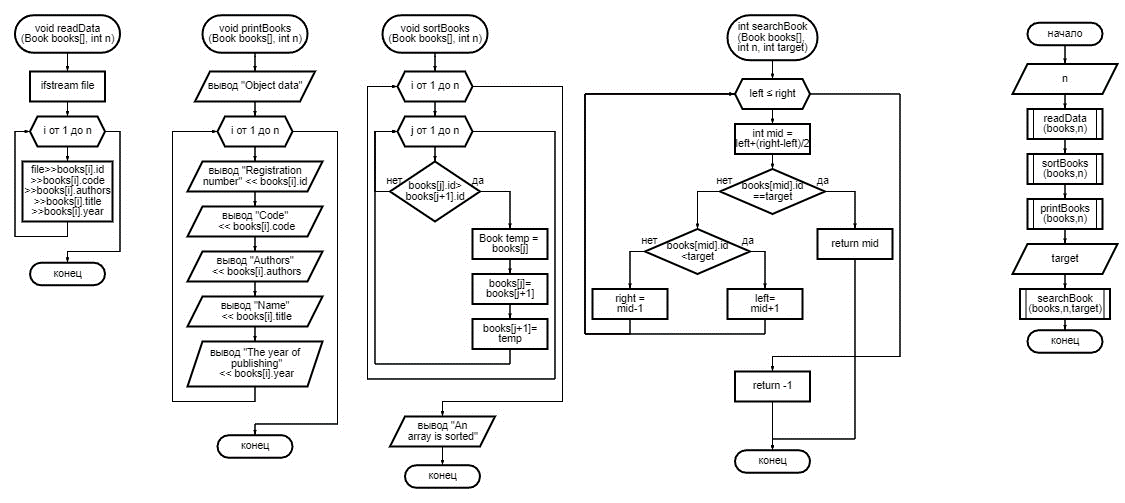 void readData
(Book books[], int n)
ifstream file
i от 1 до n
file>>books[i].id
>>books[i].code
>>books[i].authors
>>books[i].title
>>books[i].year
конец
void printBooks
(Book books[], int n)
вывод "Object data"
i от 1 до n
вывод "Registration
number" << books[i].id
вывод "Code"
<< books[i].code
вывод "Authors"
<< books[i].authors
вывод "Name"
<< books[i].title
вывод "The year of
publishing"
<< books[i].year
конец
void sortBooks
(Book books[], int n)
i от 1 до n
j от 1 до n
нет
books[j].id>
books[j+1].id
да
Book temp =
books[j]
books[j]=
books[j+1]
books[j+1]=
temp
вывод "An
array is sorted"
конец
int searchBook
(Book books[],
int n, int target)
left ≤ right
int mid =
left+(right-left)/2
нет
books[mid].id
==target
да
return mid
нет
books[mid].id
<target
да
right =
mid-1
left=
mid+1
return -1
конец
начало
n
readData
(books,n)
sortBooks
(books,n)
printBooks
(books,n)
target
searchBook
(books,n,target)
конец